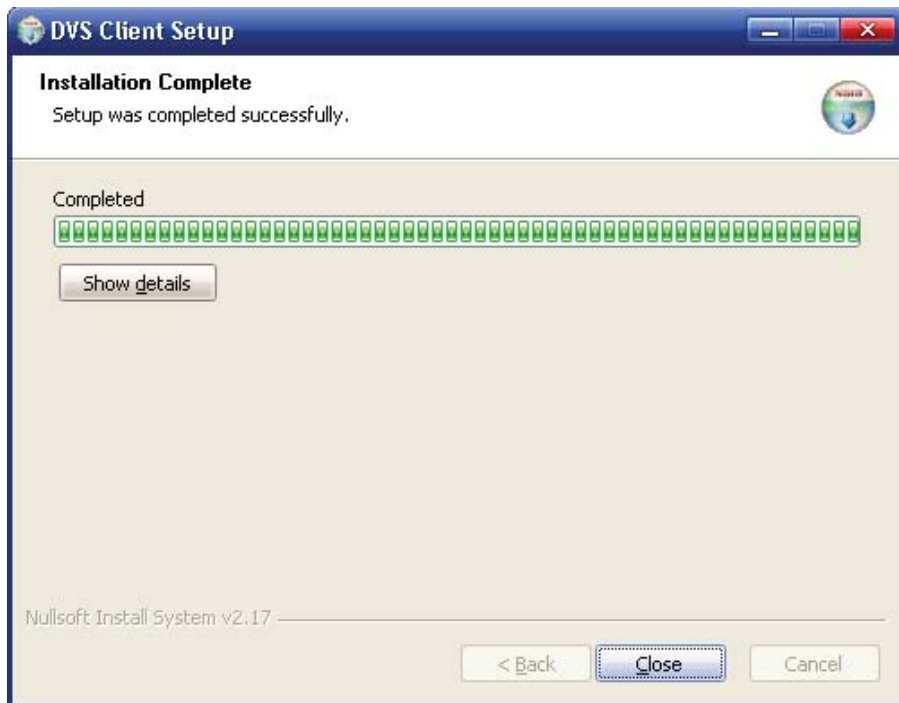 DVS Client Setup
Installation Complete
Setup was completed successfully.
Completed
Show details
Nullsoft Install System v2.17
< Back
Close
Cancel